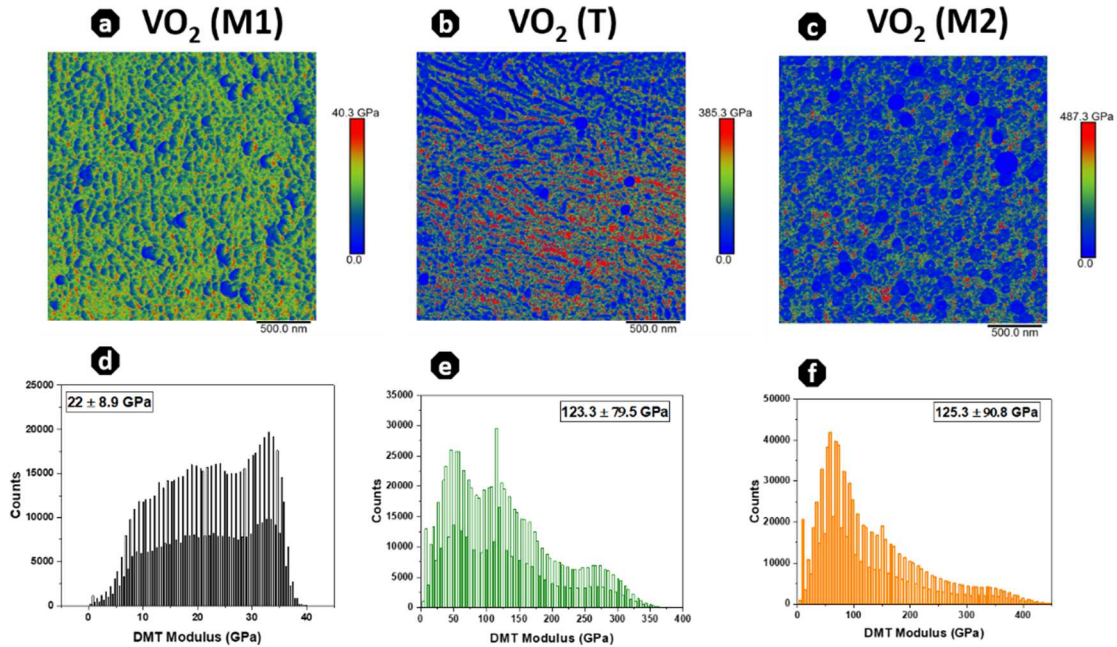 a VO2 (M1)
b VO2 (T)
c VO2 (M2)
40.3 GPa
0.0
500.0 nm
385.3 GPa
0.0
500.0 nm
487.3 GPa
0.0
500.0 nm
d
22 ± 8.9 GPa
Counts
25000
20000
15000
10000
5000
0
0 10 20 30 40
DMT Modulus (GPa)
e
123.3 ± 79.5 GPa
Counts
35000
30000
25000
20000
15000
10000
5000
0
0 50 100 150 200 250 300 350 400
DMT Modulus (GPa)
f
125.3 ± 90.8 GPa
Counts
50000
40000
30000
20000
10000
0
0 100 200 300 400
DMT Modulus (GPa)